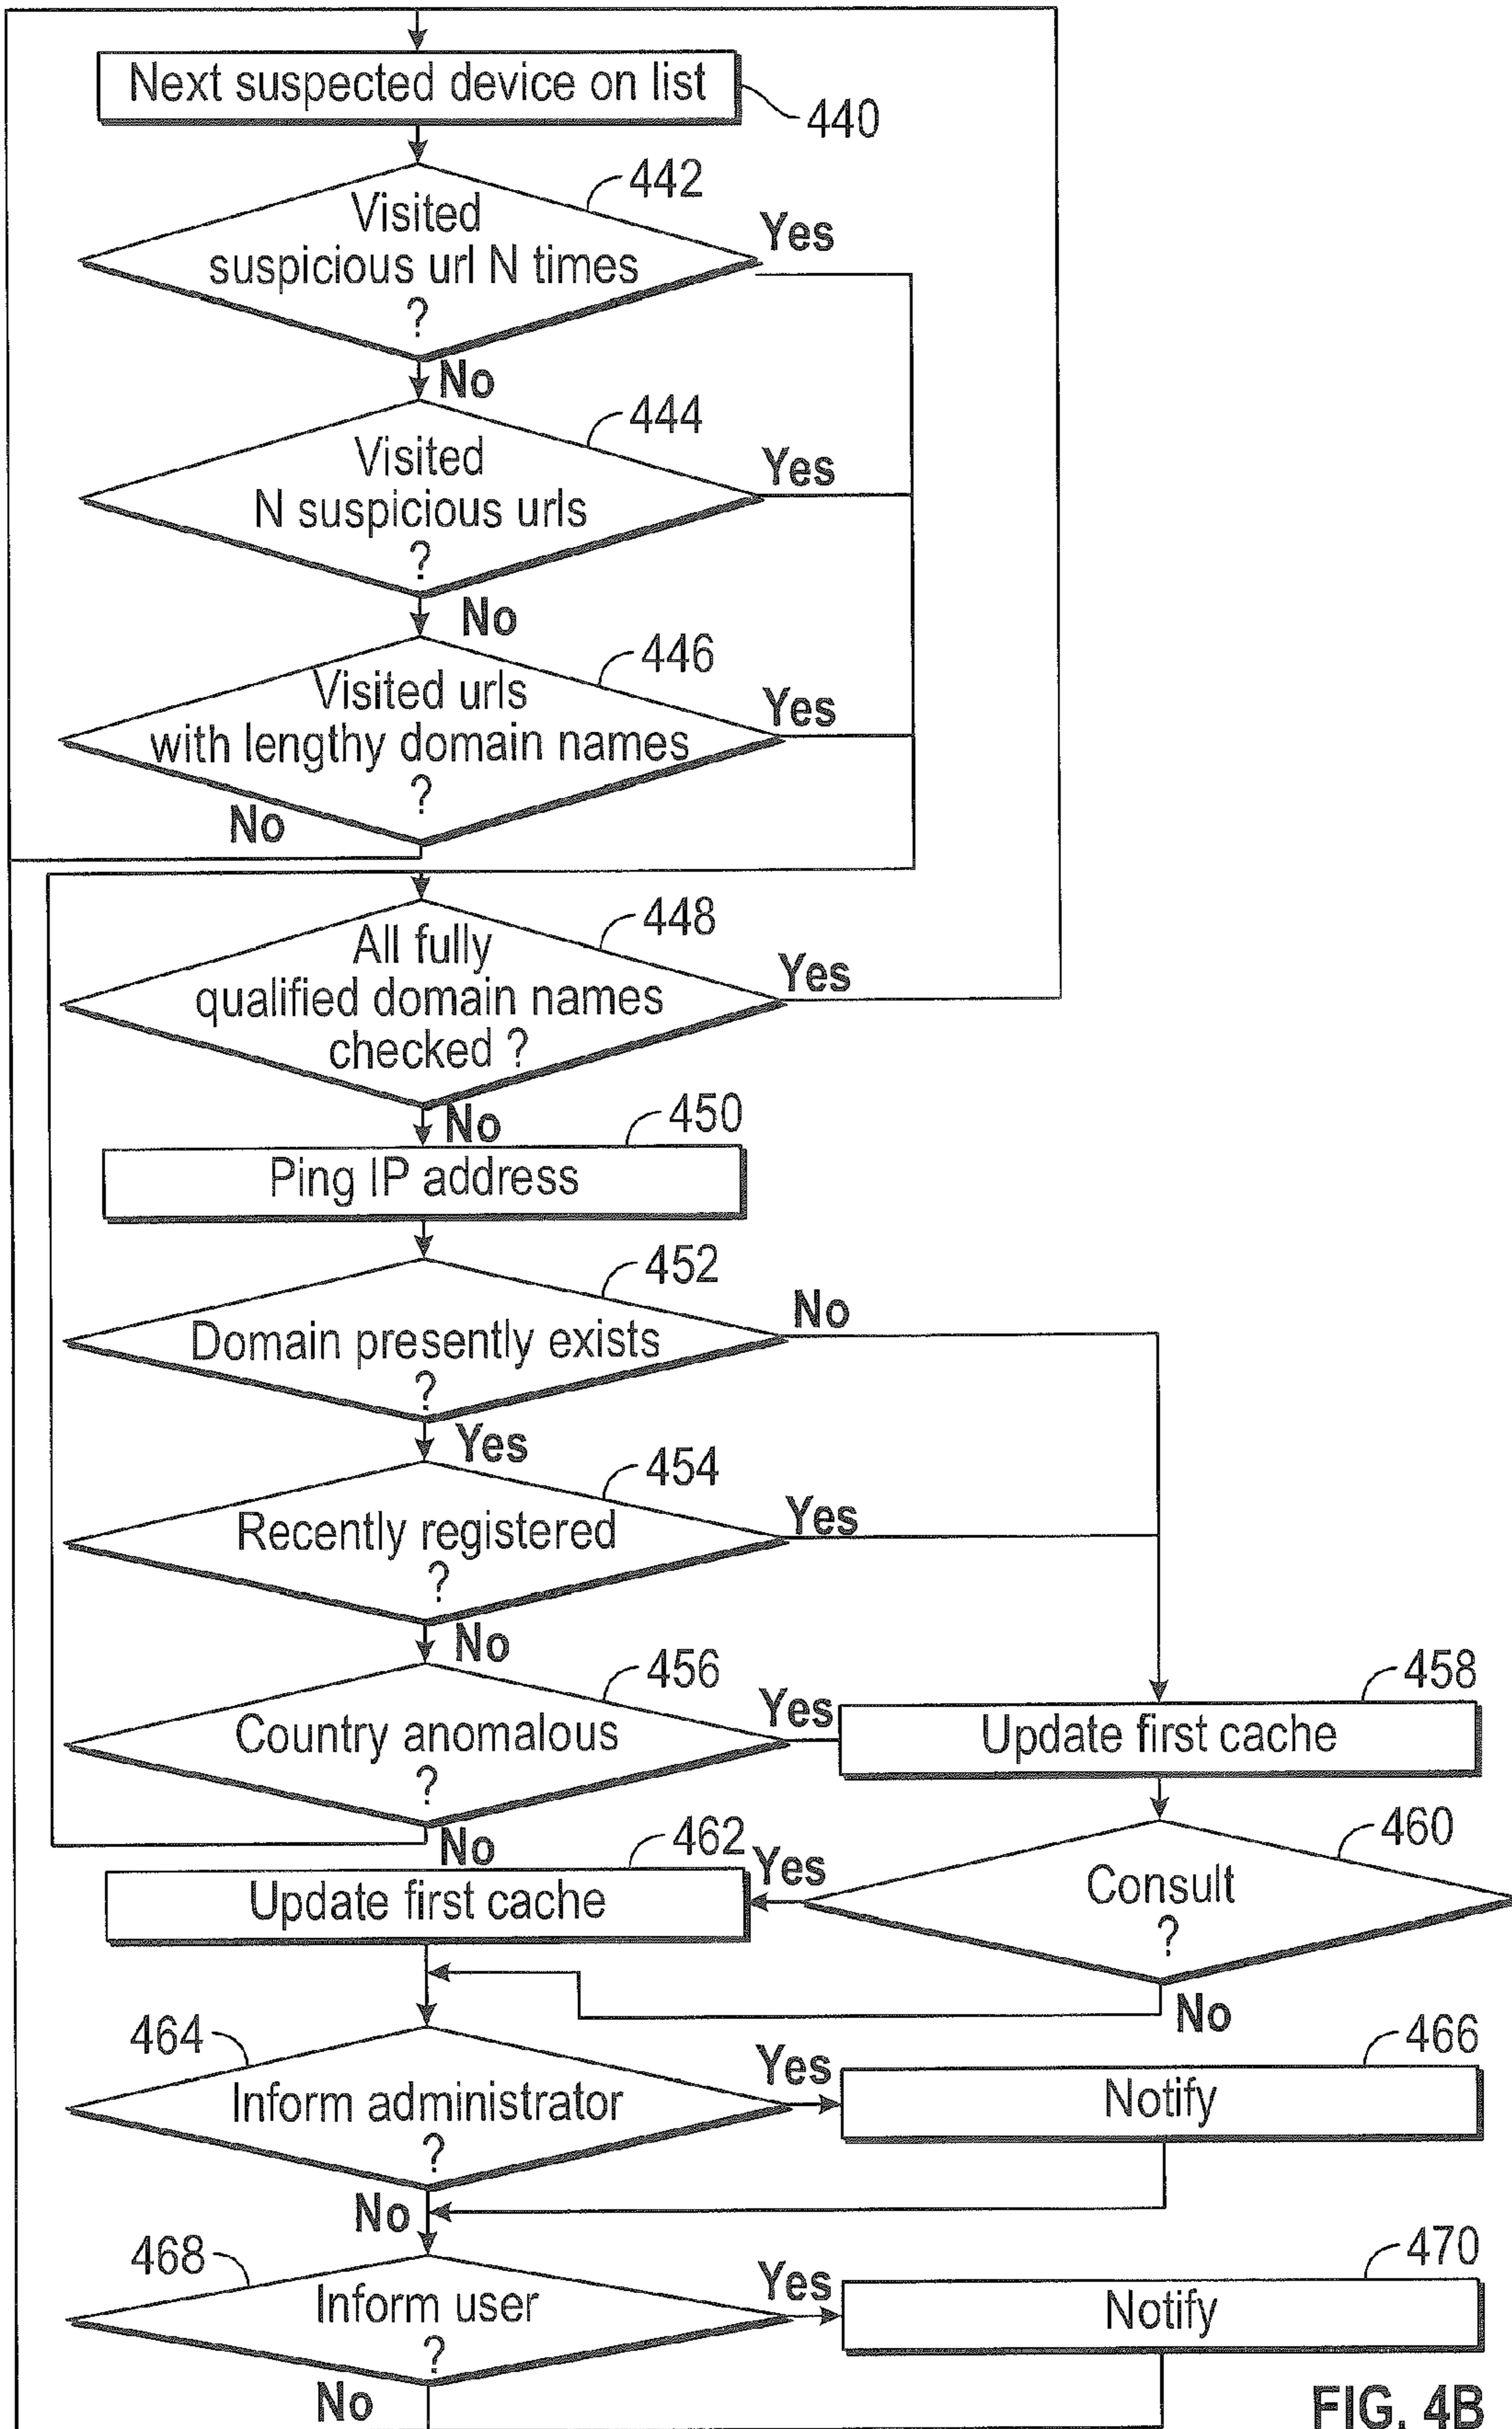 Next suspected device on list
440
442
Visited
suspicious url N times
?
Yes
No
444
Visited
N suspicious urls
?
Yes
No
446
Visited urls
with lengthy domain names
?
Yes
No
448
All fully
qualified domain names
checked ?
Yes
No
450
Ping IP address
452
Domain presently exists
?
No
Yes
454
Recently registered
?
Yes
No
456
Country anomalous
?
Yes
458
Update first cache
No
462
Update first cache
Yes
460
Consult
?
No
464
Inform administrator
?
Yes
466
Notify
No
468
Inform user
?
Yes
470
Notify
No
FIG. 4B